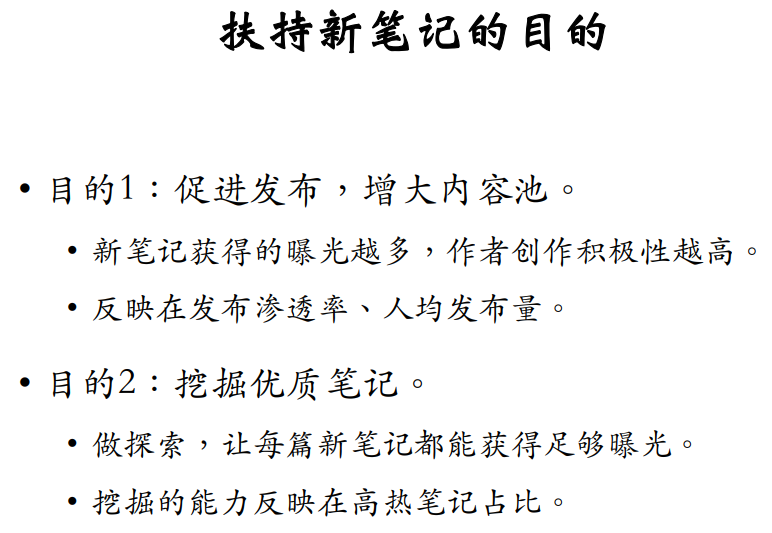 扶持新笔记的目的
• 目的1：促进发布，增大内容池。
• 新笔记获得的曝光越多，作者创作积极性越高。
• 反映在发布渗透率、人均发布量。
• 目的2：挖掘优质笔记。
• 做探索，让每篇新笔记都能获得足够曝光。
• 挖掘的能力反映在高热笔记占比。